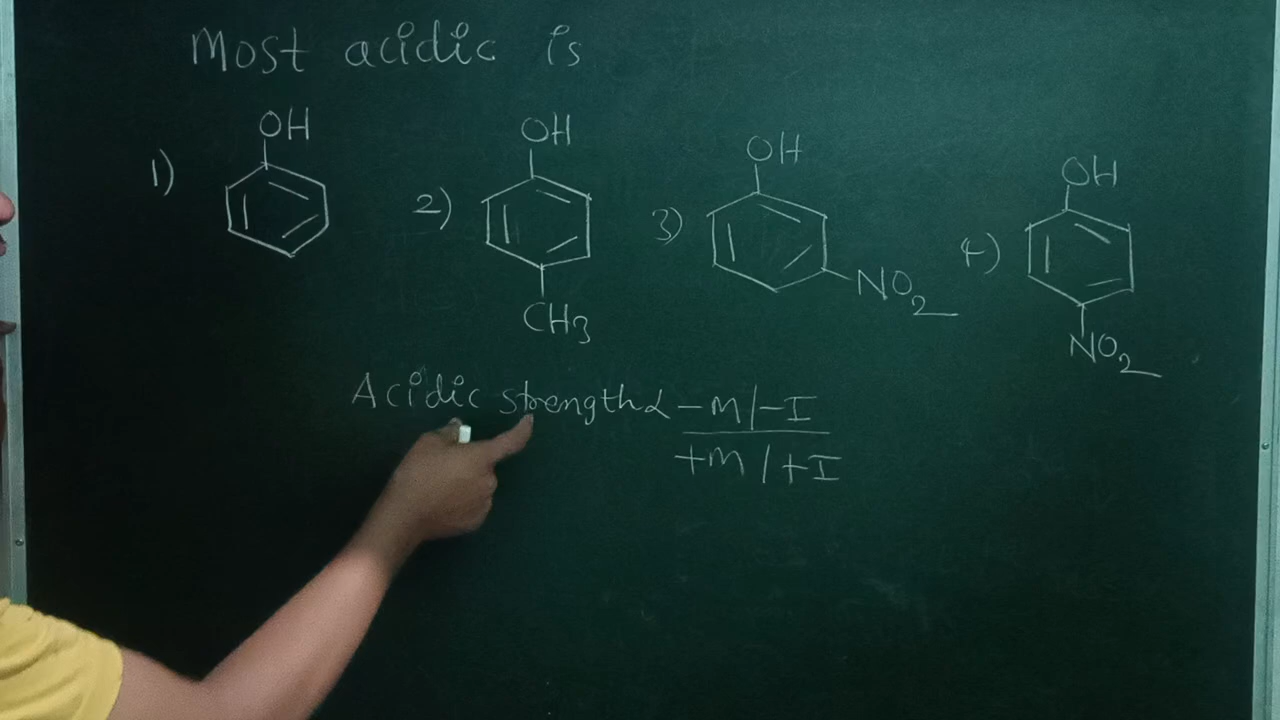 Most acidic is
1) OH
2) OH
CH3
3) OH
NO2
4) OH
NO2
Acidic strength α -M/-I
+M/+I